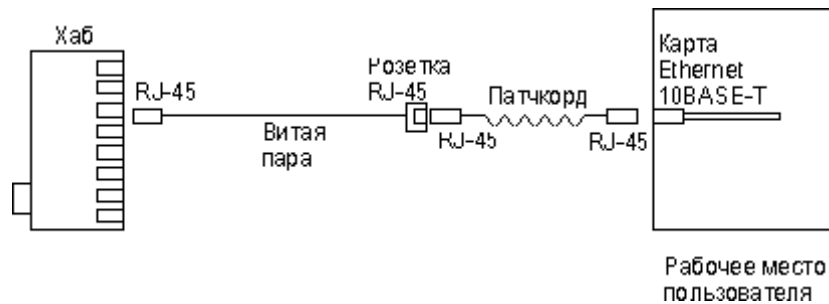 Хаб
RJ-45
Розетка
RJ-45
Витая
пара
RJ-45
Патчкорд
RJ-45
Карта
Ethernet
10BASE-T
Рабочее место
пользователя